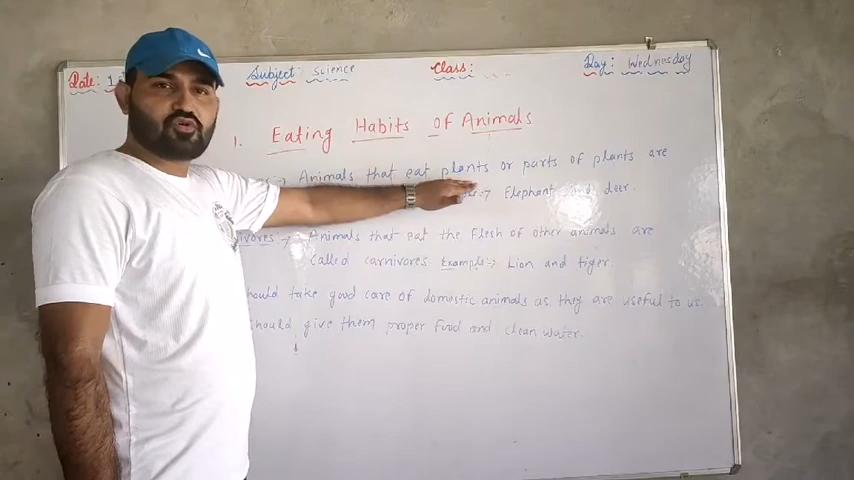 Date: 1
Subject: Science
Class:
Day: Wednesday
1. Eating Habits of Animals
Animals that eat plants or parts of plants are
Elephant and deer.
ivores :→ Animals that eat the Flesh of other animals are
called carnivores. Example:→ Lion and tiger.
should take good care of domestic animals as they are useful to us.
should give them proper food and clean water.